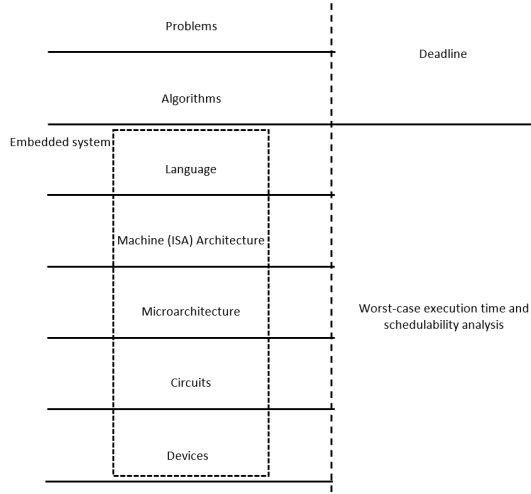 Problems
Deadline
Algorithms
Embedded system
Language
Machine (ISA) Architecture
Microarchitecture
Worst-case execution time and
schedulability analysis
Circuits
Devices